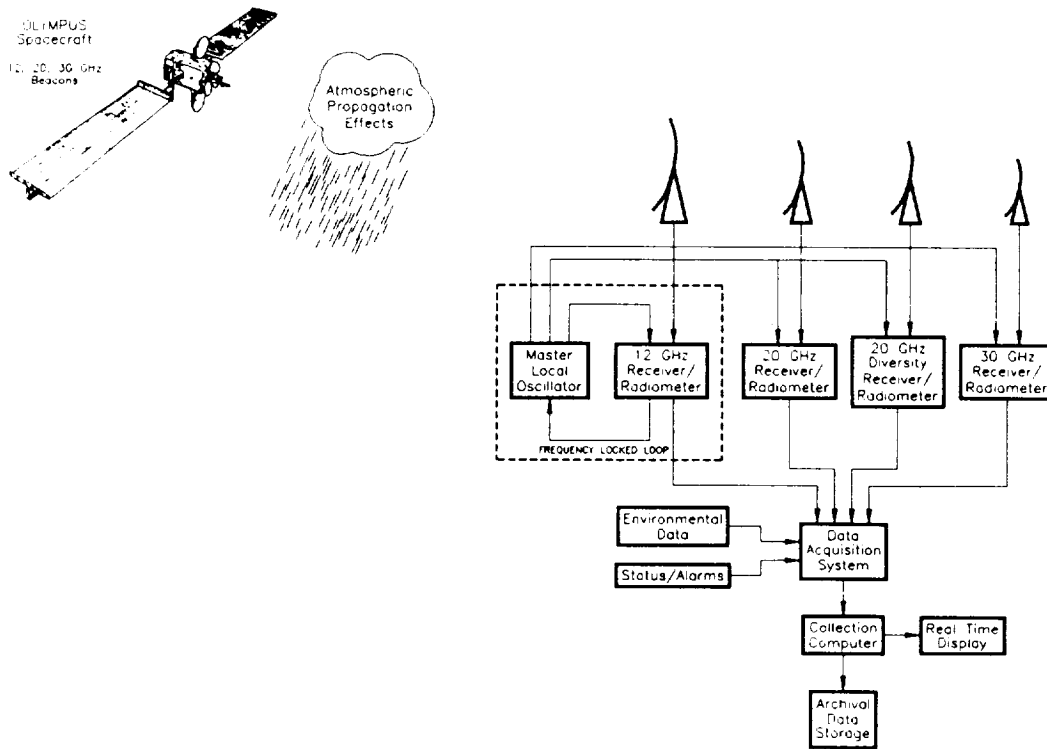 OLYMPUS
Spacecraft
12, 20, 30 GHz
Beacons
Atmospheric
Propagation
Effects
Master
Local
Oscillator
12 GHz
Receiver/
Radiometer
20 GHz
Receiver/
Radiometer
20 GHz
Diversity
Receiver/
Radiometer
30 GHz
Receiver/
Radiometer
FREQUENCY LOCKED LOOP
Environmental
Data
Status/Alarms
Data
Acquisition
System
Collection
Computer
Real Time
Display
Archival
Data
Storage